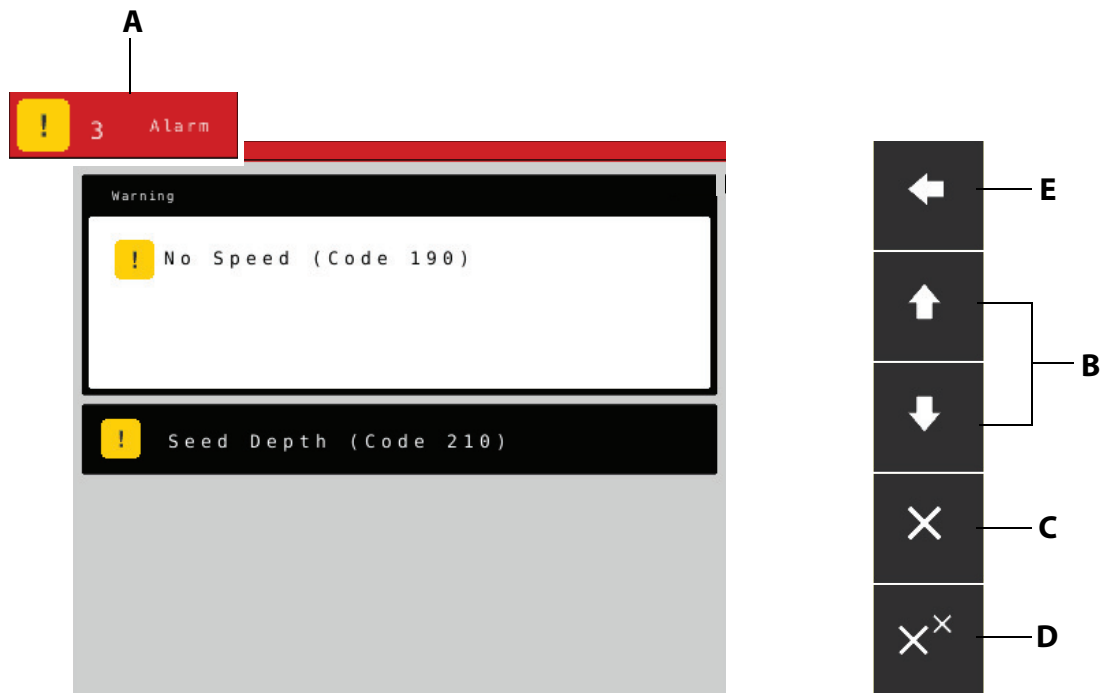 A
! 3 Alarm
Warning
! No Speed (Code 190)
! Seed Depth (Code 210)
E
B
C
D